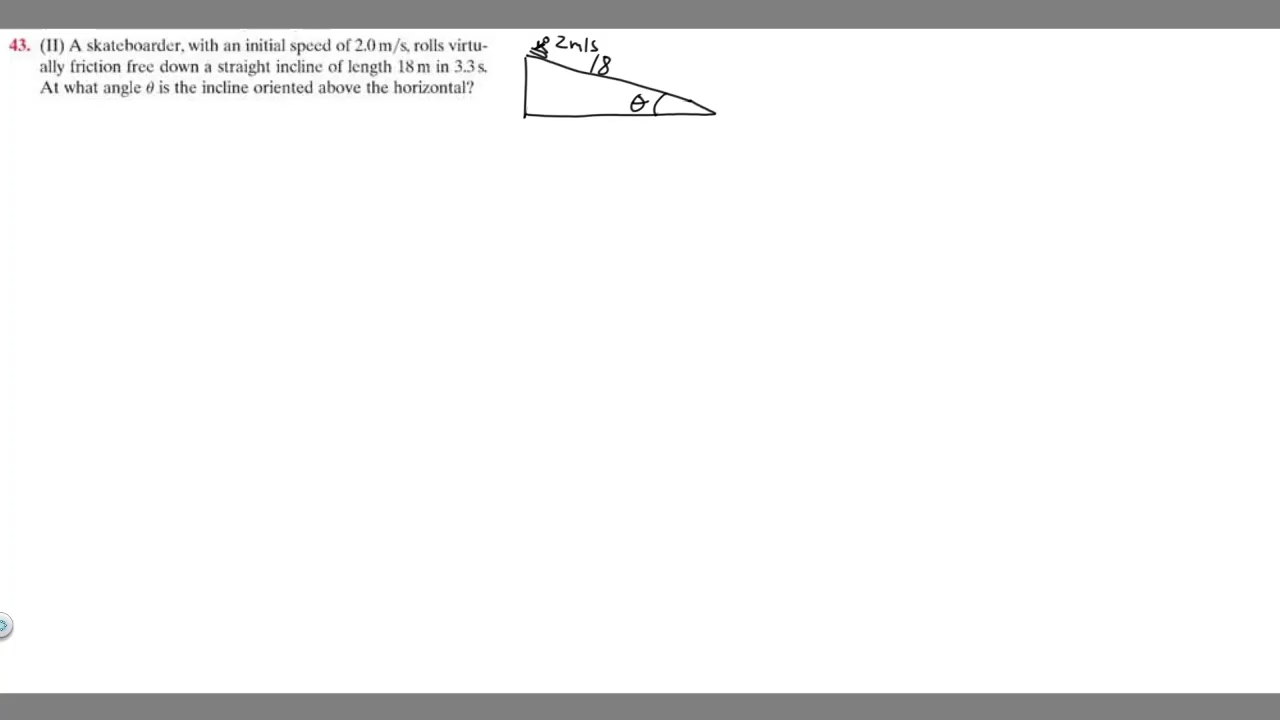 43. (II) A skateboarder, with an initial speed of 2.0 m/s, rolls virtu-
ally friction free down a straight incline of length 18 m in 3.3 s.
At what angle θ is the incline oriented above the horizontal?
2m/s
18
θ